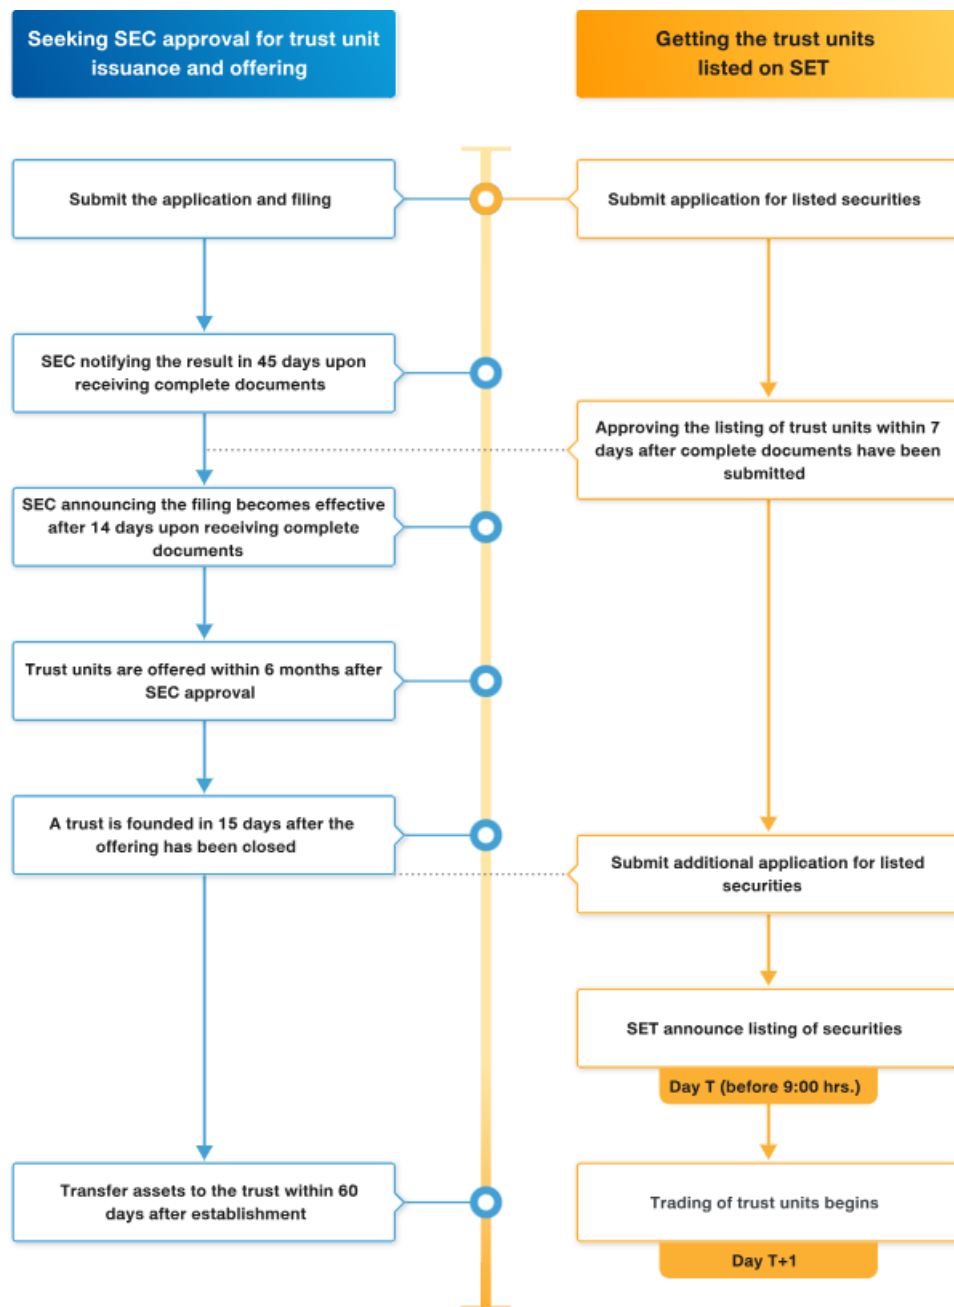 Seeking SEC approval for trust unit
issuance and offering
Getting the trust units
listed on SET
Submit the application and filing
Submit application for listed securities
SEC notifying the result in 45 days upon
receiving complete documents
Approving the listing of trust units within 7
days after complete documents have been
submitted
SEC announcing the filing becomes effective
after 14 days upon receiving complete
documents
Trust units are offered within 6 months after
SEC approval
A trust is founded in 15 days after the
offering has been closed
Submit additional application for listed
securities
SET announce listing of securities
Day T (before 9:00 hrs.)
Transfer assets to the trust within 60
days after establishment
Trading of trust units begins
Day T+1